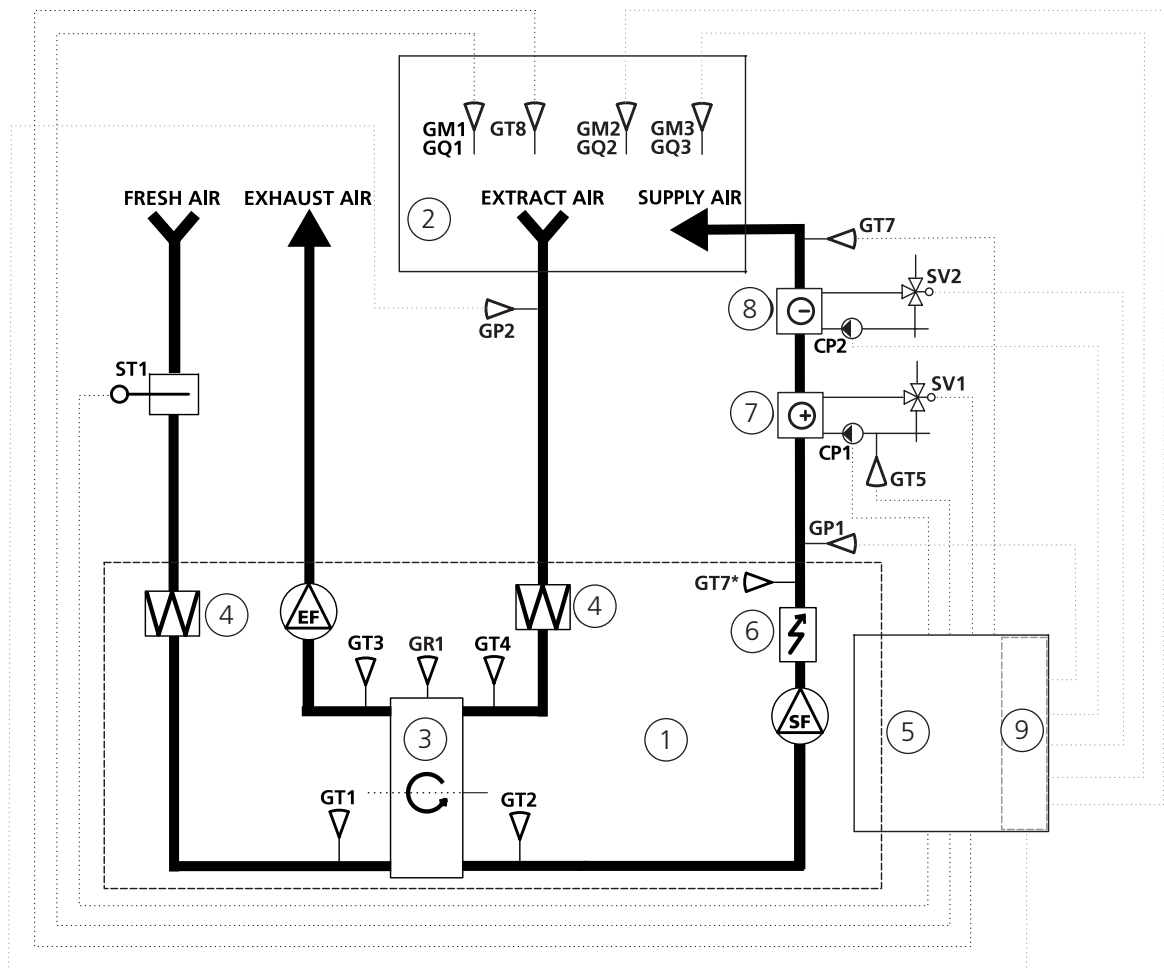 GM1
GQ1
GT8
GM2
GQ2
GM3
GQ3
FRESH AIR
EXHAUST AIR
EXTRACT AIR
SUPPLY AIR
2
GT7
SV2
8
GP2
CP2
ST1
SV1
7
CP1
GT5
GP1
GT7*
4
EF
4
6
GT3
GR1
GT4
SF
3
1
5
9
GT1
GT2